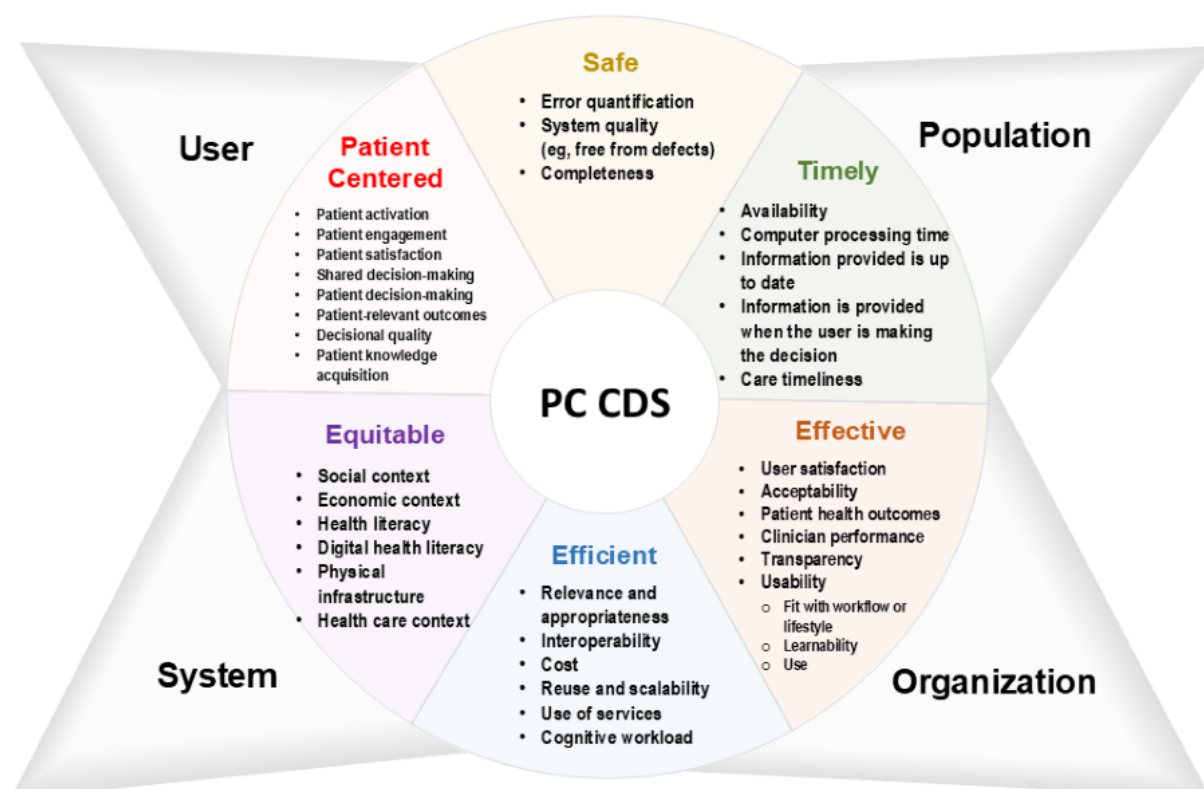 Safe
• Error quantification
• System quality
(eg, free from defects)
• Completeness
User
Population
Patient
Centered
• Patient activation
• Patient engagement
• Patient satisfaction
• Shared decision-making
• Patient decision-making
• Patient-relevant outcomes
• Decisional quality
• Patient knowledge
acquisition
Timely
• Availability
• Computer processing time
• Information provided is up
to date
• Information is provided
when the user is making
the decision
• Care timeliness
PC CDS
Equitable
• Social context
• Economic context
• Health literacy
• Digital health literacy
• Physical
infrastructure
• Health care context
Effective
• User satisfaction
• Acceptability
• Patient health outcomes
• Clinician performance
• Transparency
• Usability
o Fit with workflow or
lifestyle
o Learnability
o Use
Efficient
• Relevance and
appropriateness
• Interoperability
• Cost
• Reuse and scalability
• Use of services
• Cognitive workload
System
Organization